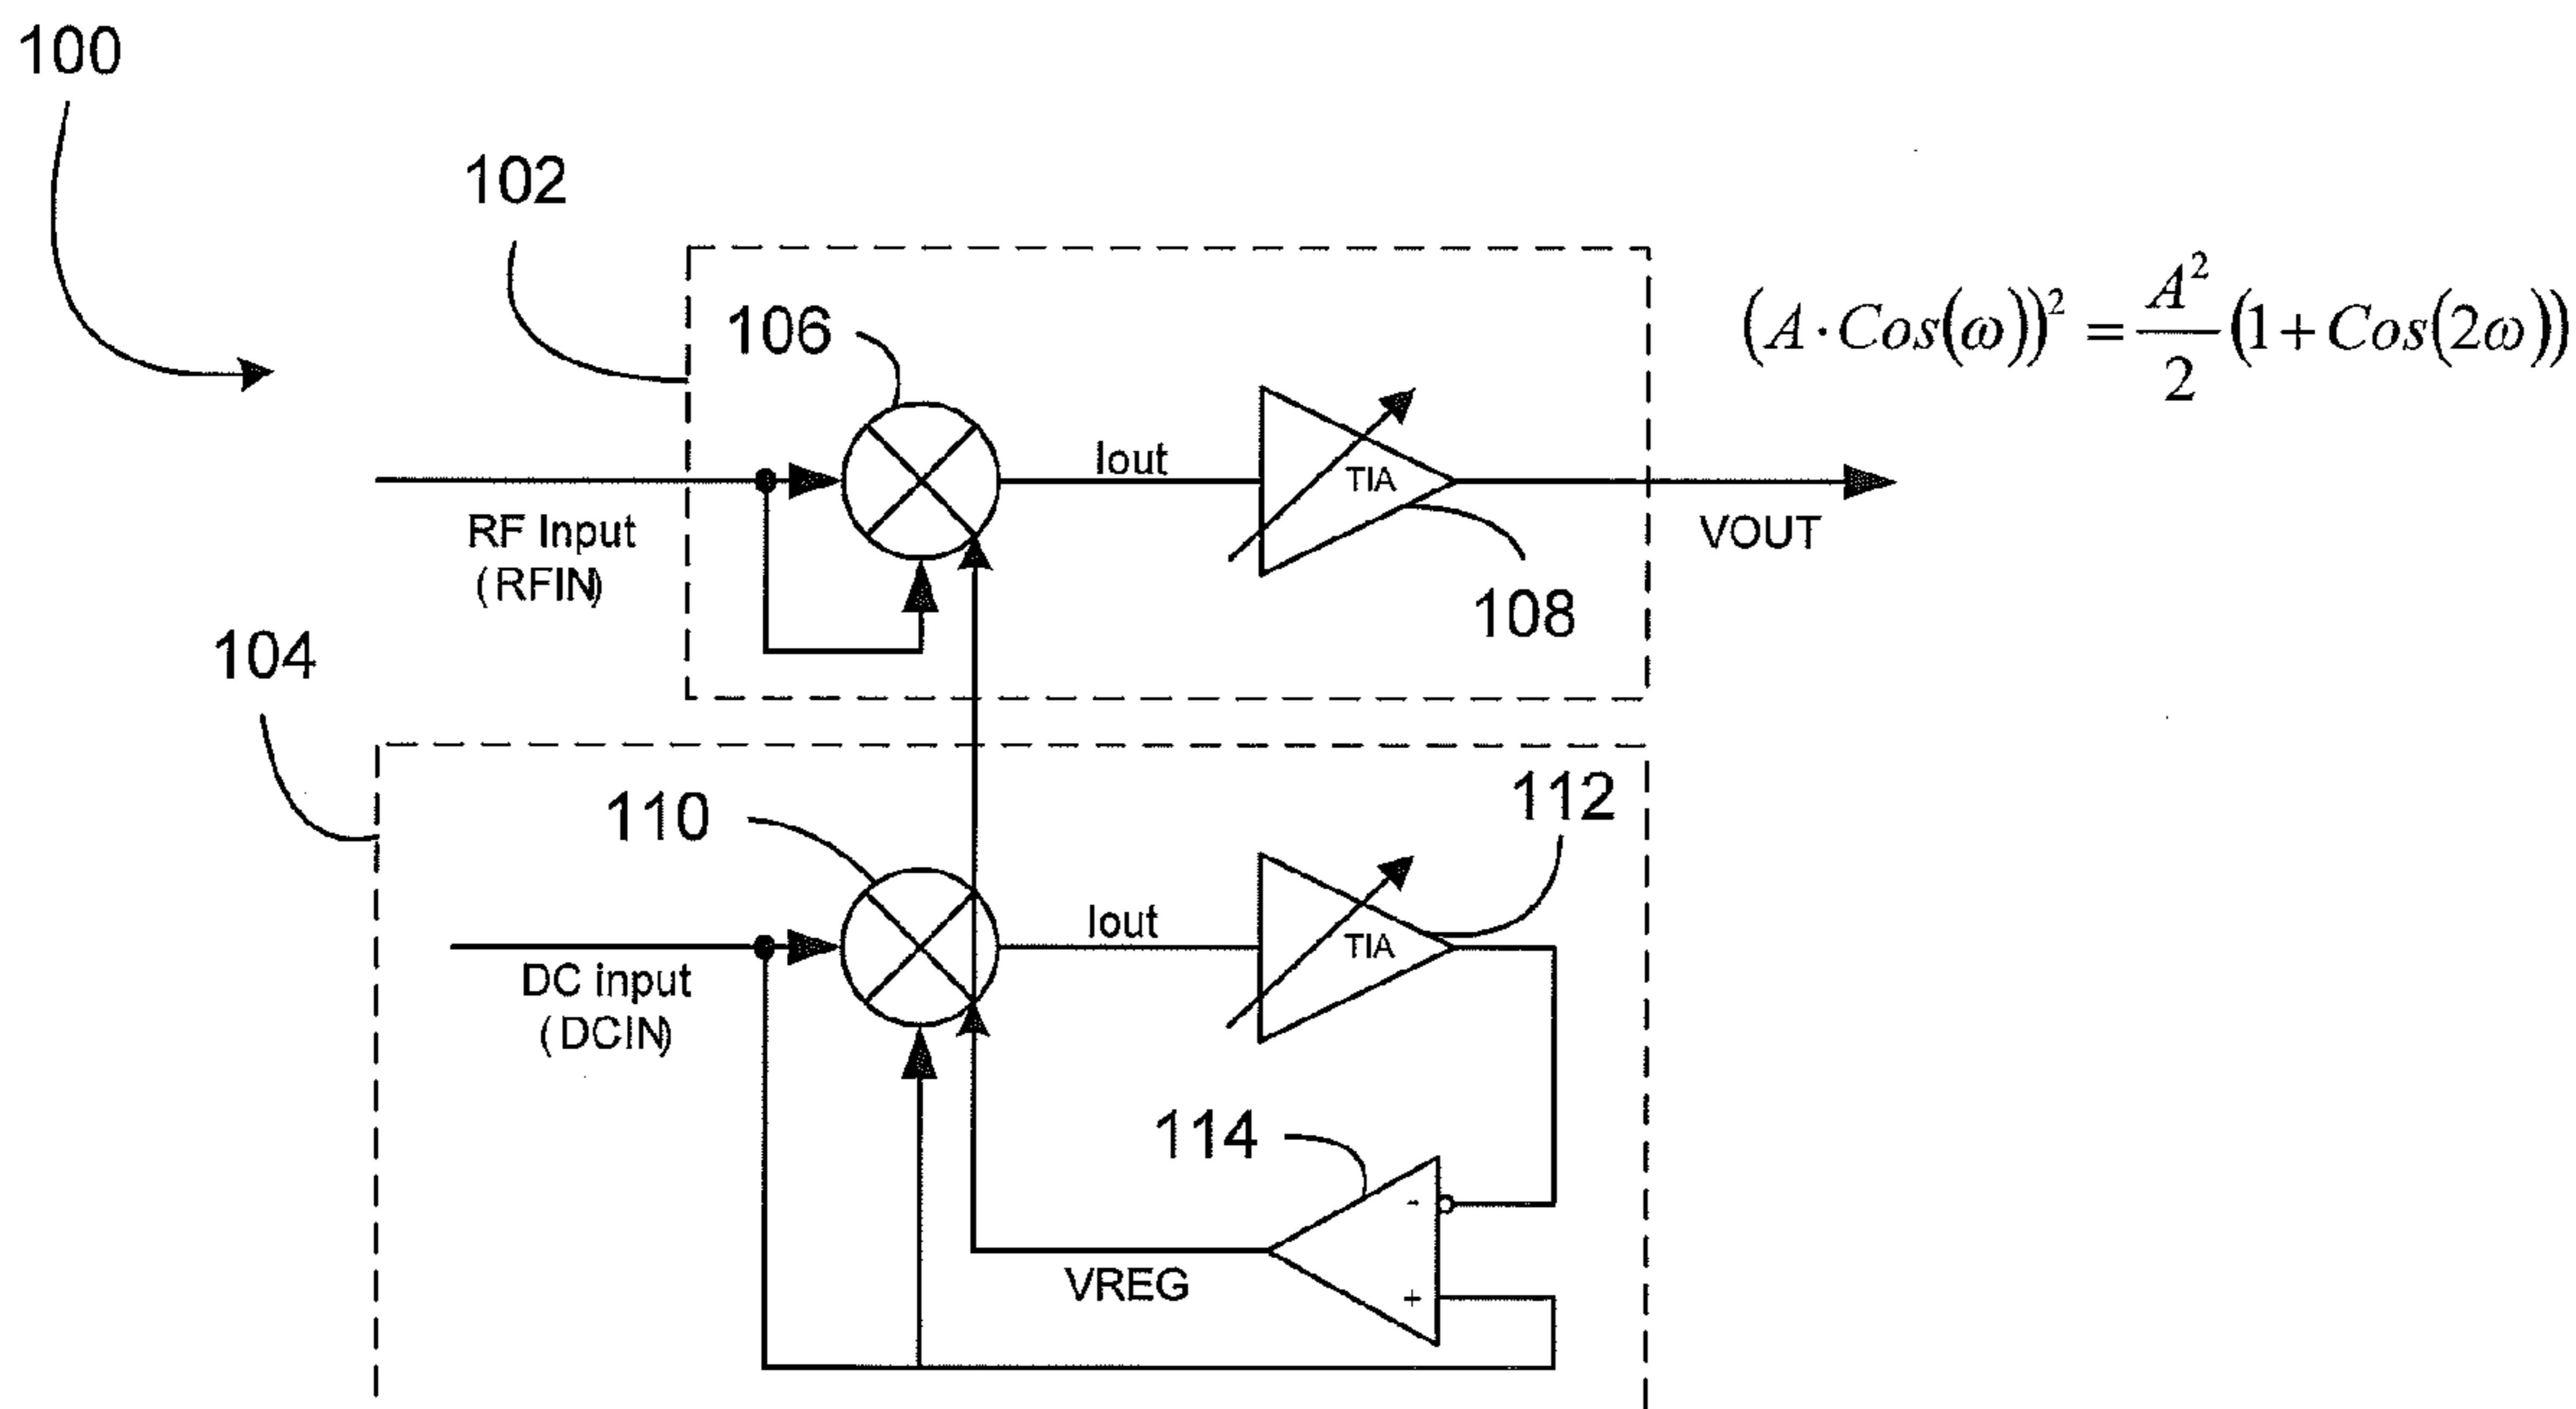 100
102
106
(A·Cos(ω))² = A²/2 (1+Cos(2ω))
Iout
TIA
RF Input
(RFIN)
VOUT
108
104
110
112
Iout
TIA
DC input
(DCIN)
114
-
VREG
+